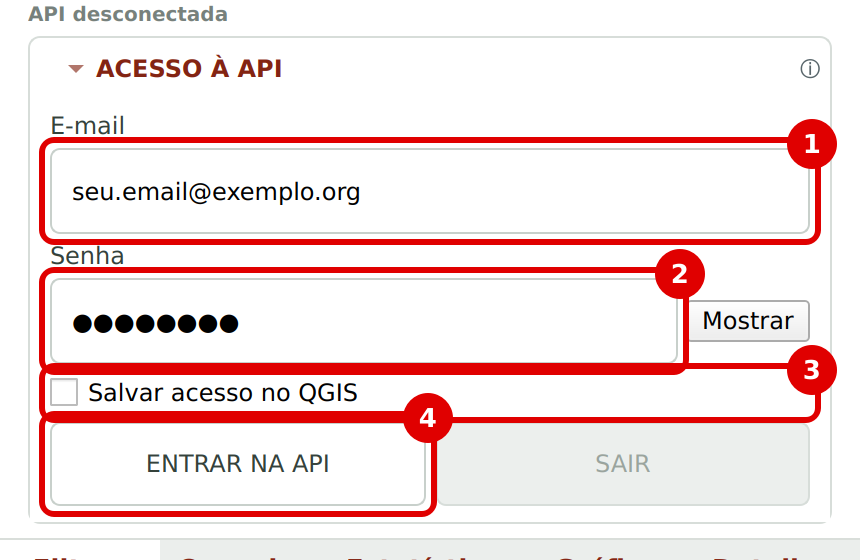 API desconectada
ACESSO À API ⓘ
E-mail
1
seu.email@exemplo.org
Senha
2
●●●●●●●● Mostrar
3
Salvar acesso no QGIS
4
ENTRAR NA API SAIR